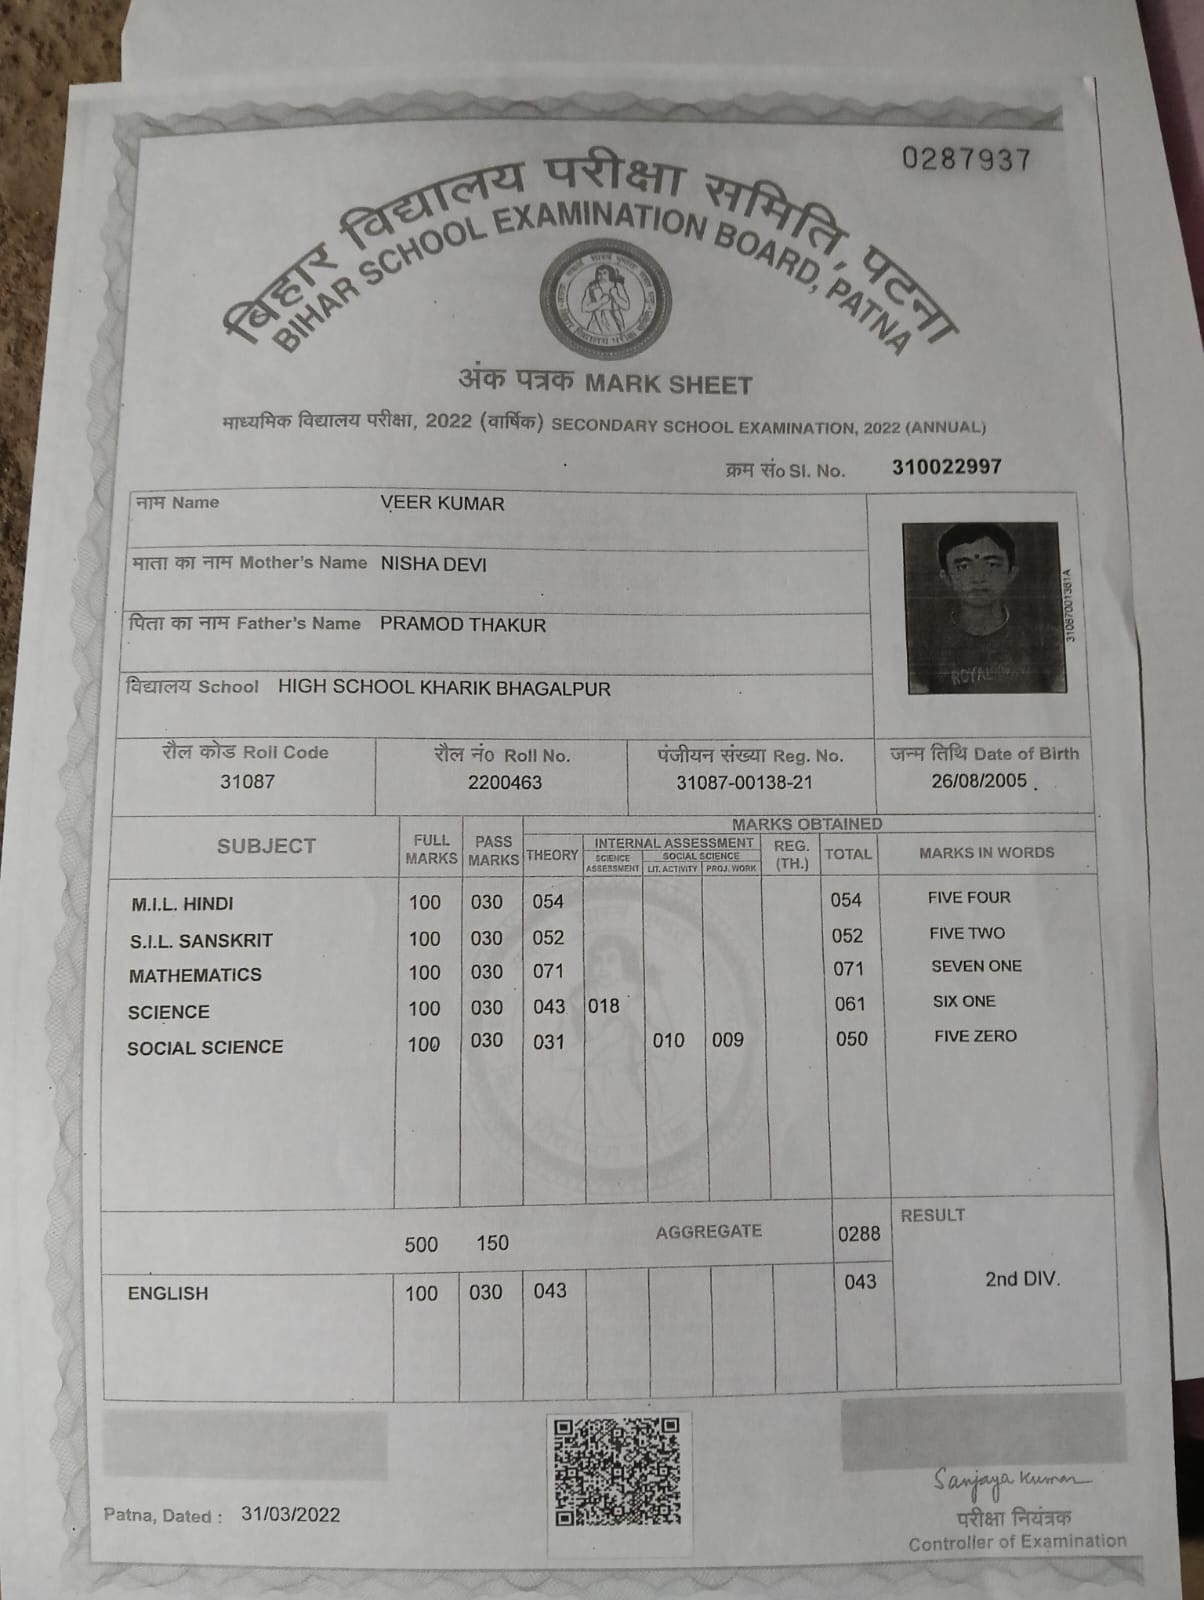 0287937
बिहार विद्यालय परीक्षा समिति, पटना
BIHAR SCHOOL EXAMINATION BOARD, PATNA
अंक पत्रक MARK SHEET
माध्यमिक विद्यालय परीक्षा, 2022 (वार्षिक) SECONDARY SCHOOL EXAMINATION, 2022 (ANNUAL)
क्रम सं० SI. No. 310022997
नाम Name VEER KUMAR
माता का नाम Mother's Name NISHA DEVI
पिता का नाम Father's Name PRAMOD THAKUR
विद्यालय School HIGH SCHOOL KHARIK BHAGALPUR
31087001381A
ROYAL
रौल कोड Roll Code रौल नं० Roll No. पंजीयन संख्या Reg. No. जन्म तिथि Date of Birth
31087 2200463 31087-00138-21 26/08/2005
MARKS OBTAINED
SUBJECT FULL MARKS PASS MARKS THEORY INTERNAL ASSESSMENT REG. (TH.) TOTAL MARKS IN WORDS
SCIENCE ASSESSMENT SOCIAL SCIENCE
LIT. ACTIVITY PROJ. WORK
M.I.L. HINDI 100 030 054 054 FIVE FOUR
S.I.L. SANSKRIT 100 030 052 052 FIVE TWO
MATHEMATICS 100 030 071 071 SEVEN ONE
SCIENCE 100 030 043 018 061 SIX ONE
SOCIAL SCIENCE 100 030 031 010 009 050 FIVE ZERO
500 150 AGGREGATE 0288 RESULT
ENGLISH 100 030 043 043 2nd DIV.
Patna, Dated : 31/03/2022
Sanjaya Kumar
परीक्षा नियंत्रक
Controller of Examination